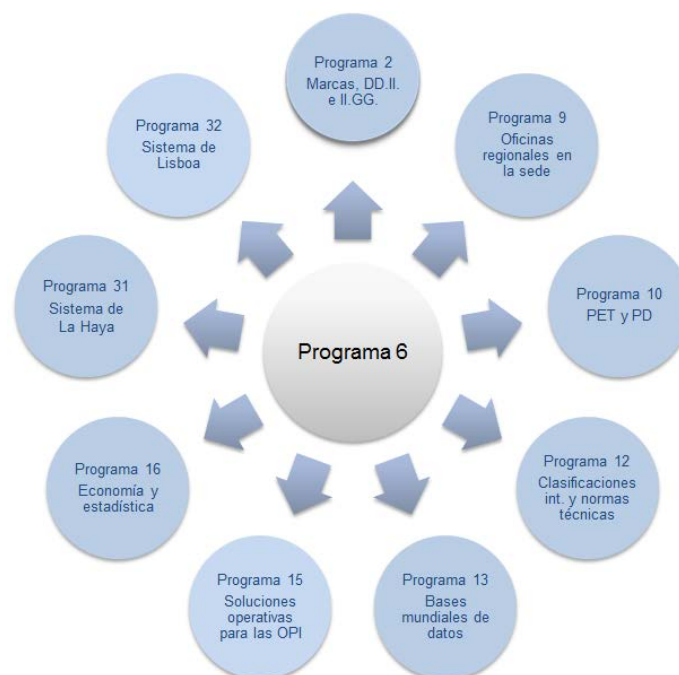 Programa 2
Marcas, DD.II.
e II.GG.
Programa 9
Oficinas
regionales en
la sede
Programa 10
PET y PD
Programa 12
Clasificaciones
int. y normas
técnicas
Programa 13
Bases
mundiales de
datos
Programa 15
Soluciones
operativas
para las OPI
Programa 16
Economía y
estadística
Programa 31
Sistema de
La Haya
Programa 32
Sistema de
Lisboa
Programa 6